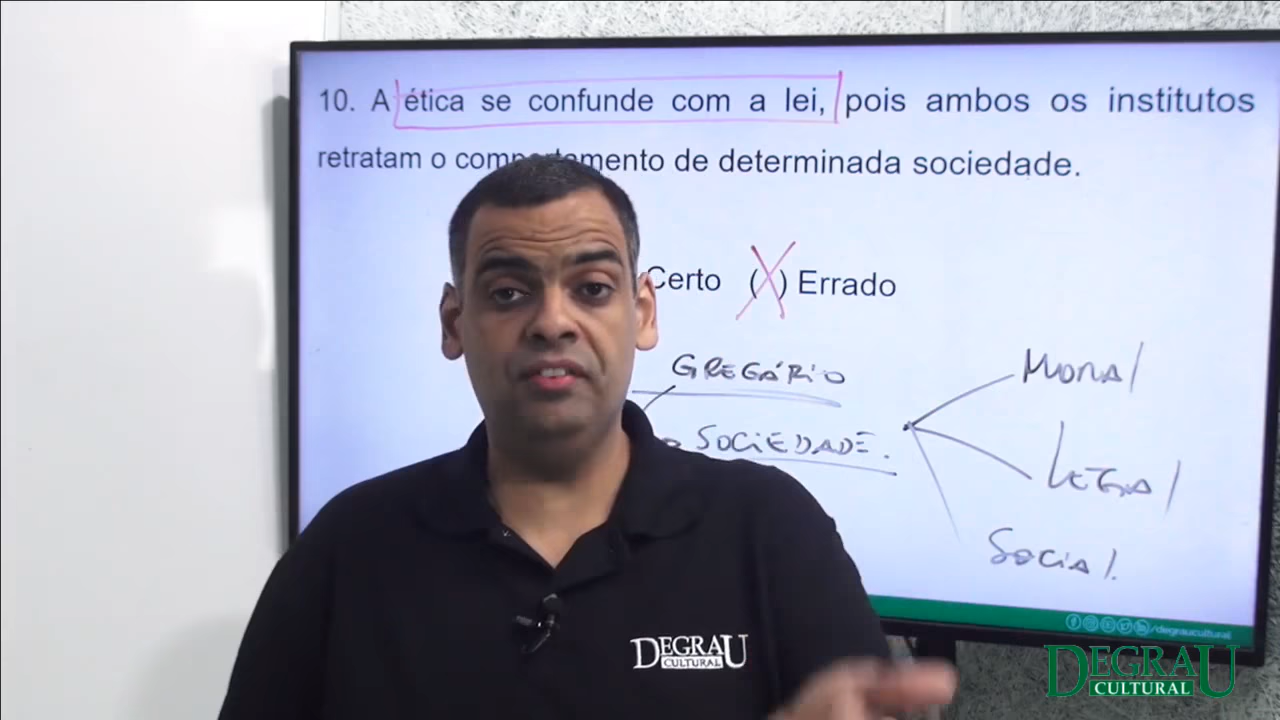 10. A ética se confunde com a lei, pois ambos os institutos
retratam o comportamento de determinada sociedade.
Certo ( ) Errado
GREGÁRIO
SOCIEDADE.
MORAL
LEGAL
SOCIAL.
DEGRAU
CULTURAL
/degraucultural
DEGRAU
CULTURAL